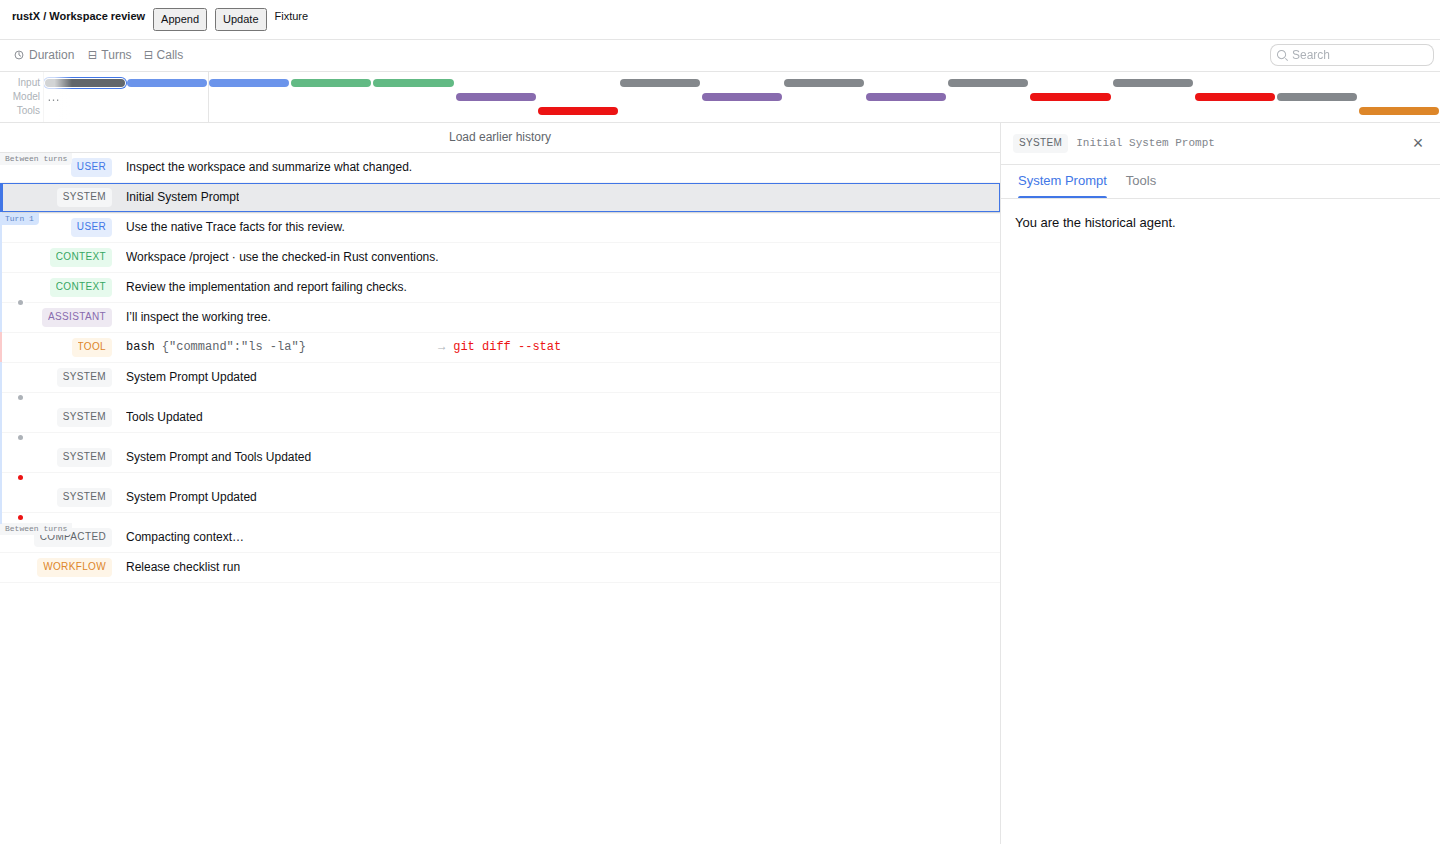 rustX / Workspace review Append Update Fixture
Duration Turns Calls Search
Input
Model ...
Tools
Load earlier history
Between turns
USER Inspect the workspace and summarize what changed.
SYSTEM Initial System Prompt
Turn 1
USER Use the native Trace facts for this review.
CONTEXT Workspace /project · use the checked-in Rust conventions.
CONTEXT Review the implementation and report failing checks.
ASSISTANT I'll inspect the working tree.
TOOL bash {"command":"ls -la"} → git diff --stat
SYSTEM System Prompt Updated
SYSTEM Tools Updated
SYSTEM System Prompt and Tools Updated
SYSTEM System Prompt Updated
Between turns
COMPACTED Compacting context…
WORKFLOW Release checklist run
SYSTEM Initial System Prompt ×
System Prompt Tools
You are the historical agent.